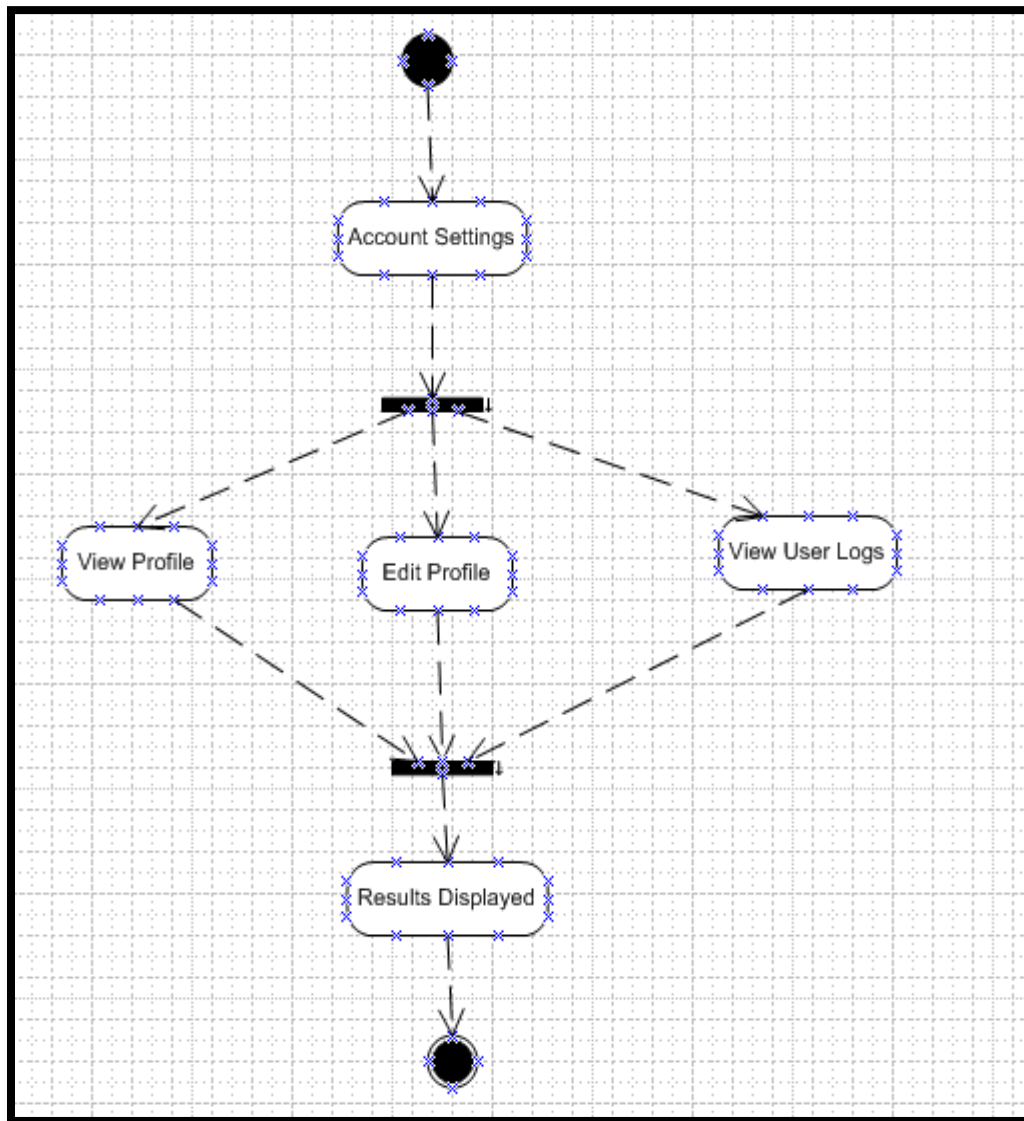 Account Settings
View Profile
Edit Profile
View User Logs
Results Displayed